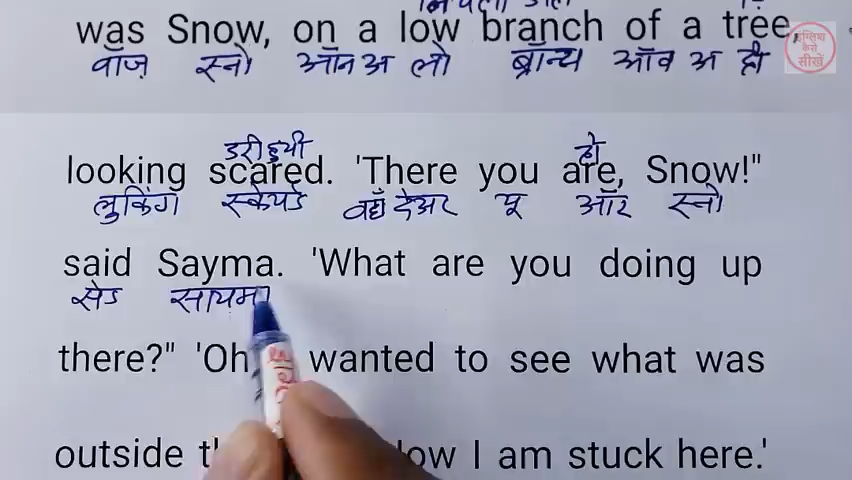 was Snow, on a low branch of a tree,
इंग्लिश कैसे सीखें
वॉज़ स्नो ऑन अ लो ब्रॉन्च ऑव अ ट्री
डरी हुयी हो
looking scared. 'There you are, Snow!"
लुकिंग स्केयर्ड वहाँ देअर यू ऑर स्नो
said Sayma. 'What are you doing up
सेड सायमा
there?" 'Oh wanted to see what was
outside I am stuck here.'